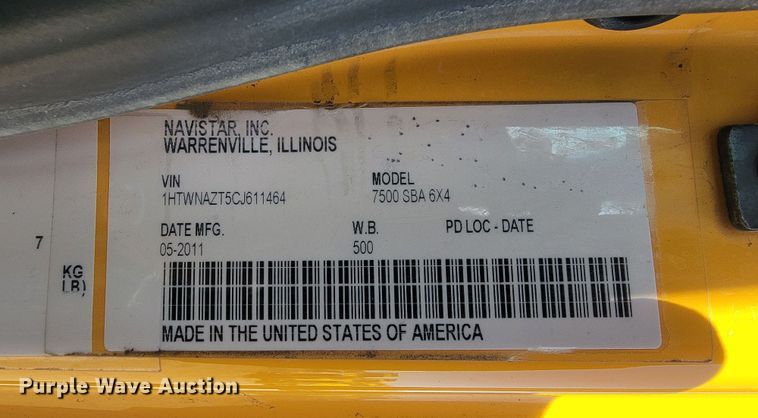 NAVISTAR, INC.
WARRENVILLE, ILLINOIS
VIN MODEL
1HTWNAZT5CJ611464 7500 SBA 6X4
DATE MFG. W.B. PD LOC - DATE
05-2011 500
7
KG
LB)
MADE IN THE UNITED STATES OF AMERICA
Purple Wave Auction